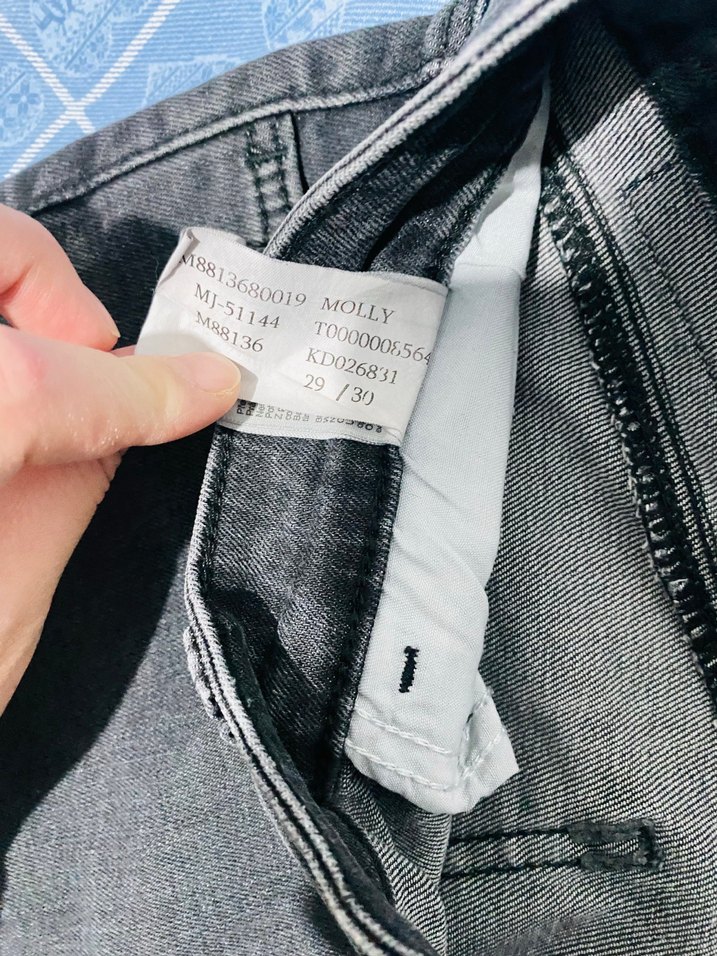 M8813680019 MOLLY
MJ-51144 T0000008564
M88136 KD026831
29 / 30